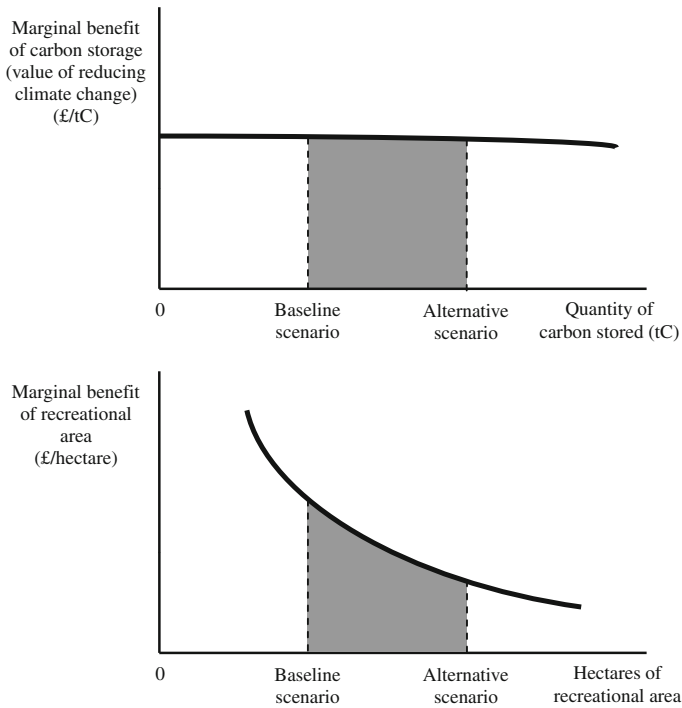 Marginal benefit
of carbon storage
(value of reducing
climate change)
(£/tC)
0
Baseline
scenario
Alternative
scenario
Quantity of
carbon stored (tC)
Marginal benefit
of recreational
area
(£/hectare)
0
Baseline
scenario
Alternative
scenario
Hectares of
recreational area